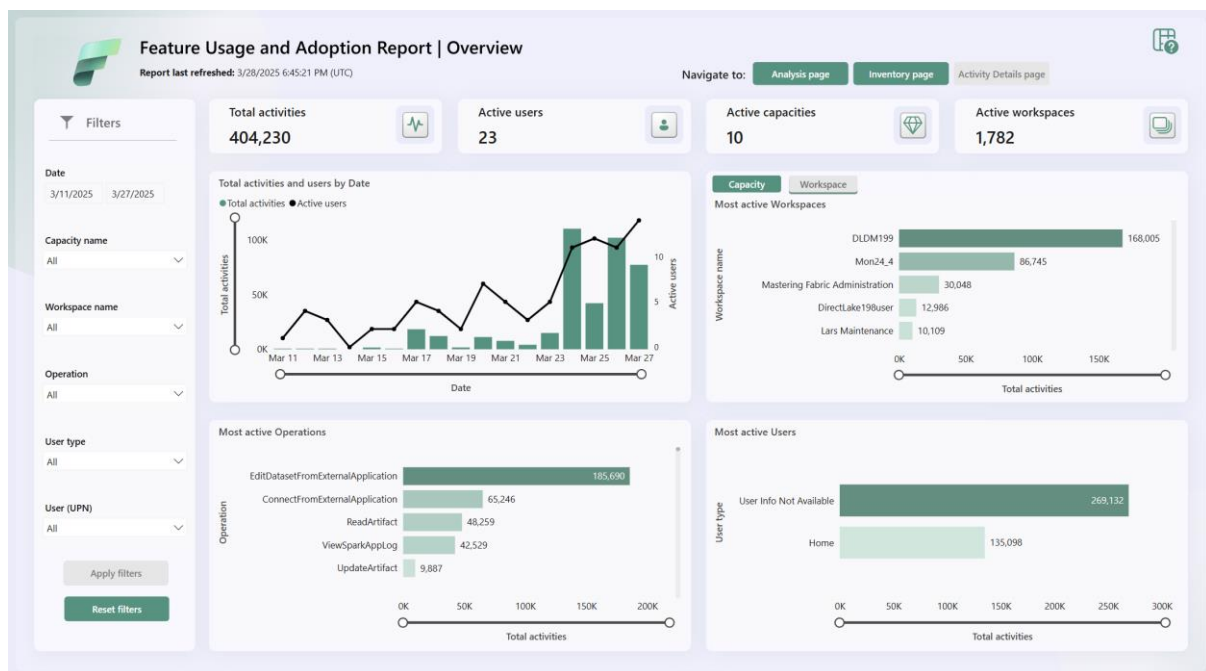 Feature Usage and Adoption Report | Overview
Report last refreshed: 3/28/2025 6:45:21 PM (UTC)
Navigate to: Analysis page Inventory page Activity Details page
Filters
Date
3/11/2025 3/27/2025
Capacity name
All
Workspace name
All
Operation
All
User type
All
User (UPN)
All
Apply filters
Reset filters
Total activities
404,230
Active users
23
Active capacities
10
Active workspaces
1,782
Total activities and users by Date
Total activities Active users
Total activities
100K
50K
0K
10
5
0
Active users
Mar 11 Mar 13 Mar 15 Mar 17 Mar 19 Mar 21 Mar 23 Mar 25 Mar 27
Date
Capacity Workspace
Most active Workspaces
Workspace name
DLDM199 168,005
Mon24_4 86,745
Mastering Fabric Administration 30,048
DirectLake198user 12,986
Lars Maintenance 10,109
0K 50K 100K 150K
Total activities
Most active Operations
Operation
EditDatasetFromExternalApplication 185,690
ConnectFromExternalApplication 65,246
ReadArtifact 48,259
ViewSparkAppLog 42,529
UpdateArtifact 9,887
0K 50K 100K 150K 200K
Total activities
Most active Users
User type
User Info Not Available 269,132
Home 135,098
0K 50K 100K 150K 200K 250K 300K
Total activities